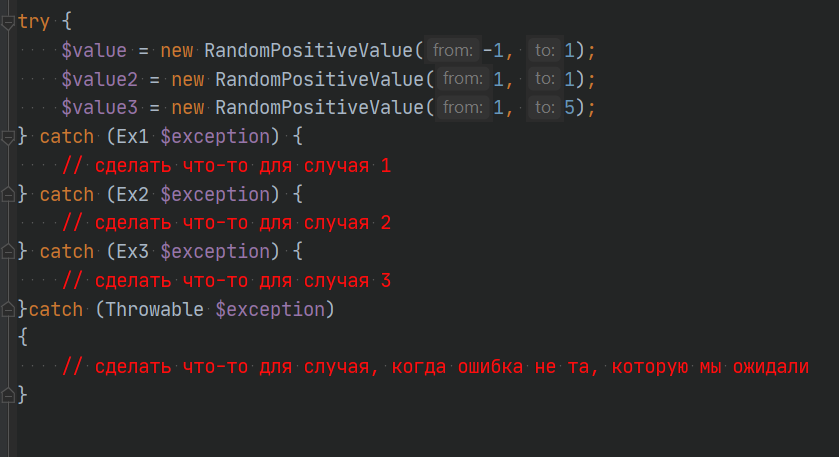 try {
    $value = new RandomPositiveValue( from: -1, to: 1);
    $value2 = new RandomPositiveValue( from: 1, to: 1);
    $value3 = new RandomPositiveValue( from: 1, to: 5);
} catch (Ex1 $exception) {
    // сделать что-то для случая 1
} catch (Ex2 $exception) {
    // сделать что-то для случая 2
} catch (Ex3 $exception) {
    // сделать что-то для случая 3
}catch (Throwable $exception)
{
    // сделать что-то для случая, когда ошибка не та, которую мы ожидали
}